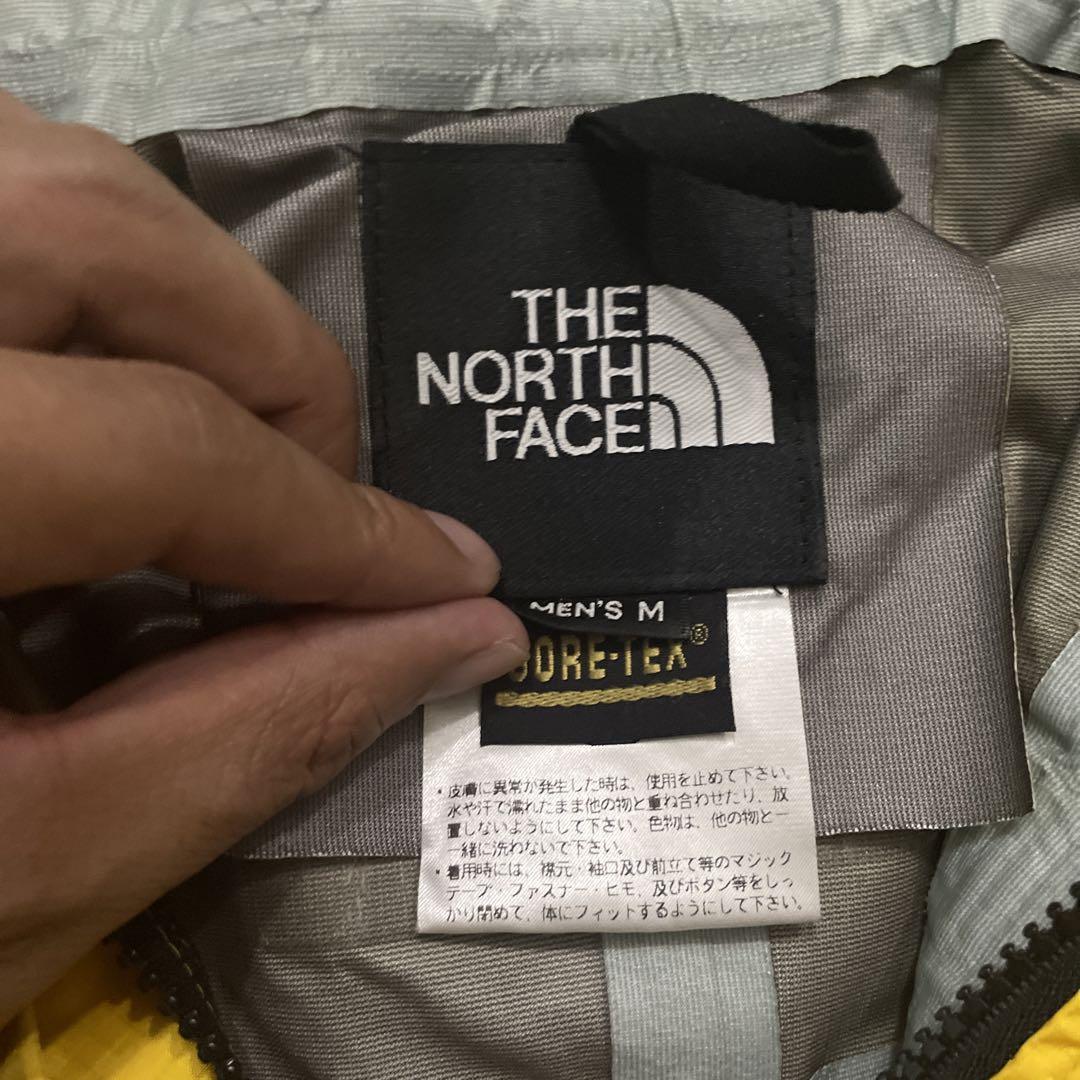 THE
NORTH
FACE
MEN'S M
GORE-TEX®
・皮膚に異常が発生した時は、使用を止めて下さい。
水や汗で濡れたまま他の物と重ね合わせたり、放
置しないようにして下さい。色物は、他の物と一
一緒に洗わないで下さい。
・着用時には、襟元・袖口及び前立て等のマジック
テープ・ファスナー・ヒモ、及びボタン等をしっ
かり閉めて、体にフィットするようにして下さい。